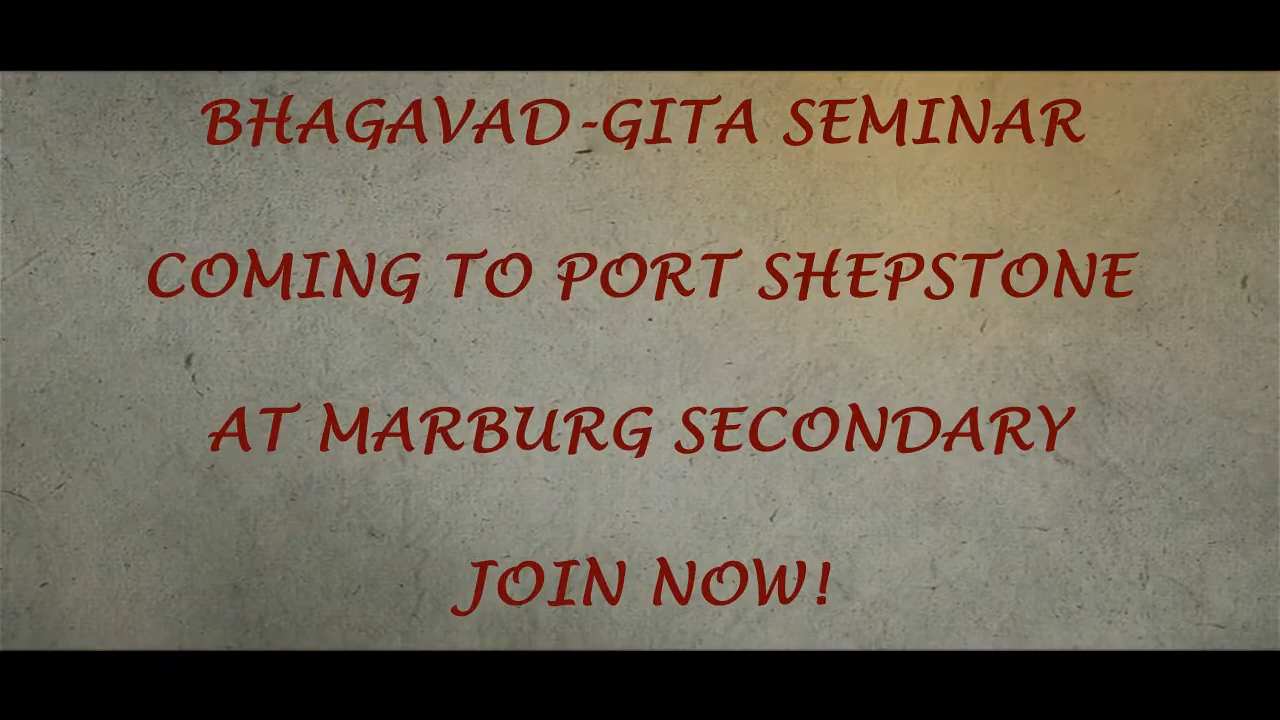 BHAGAVAD-GITA SEMINAR
COMING TO PORT SHEPSTONE
AT MARBURG SECONDARY
JOIN NOW!